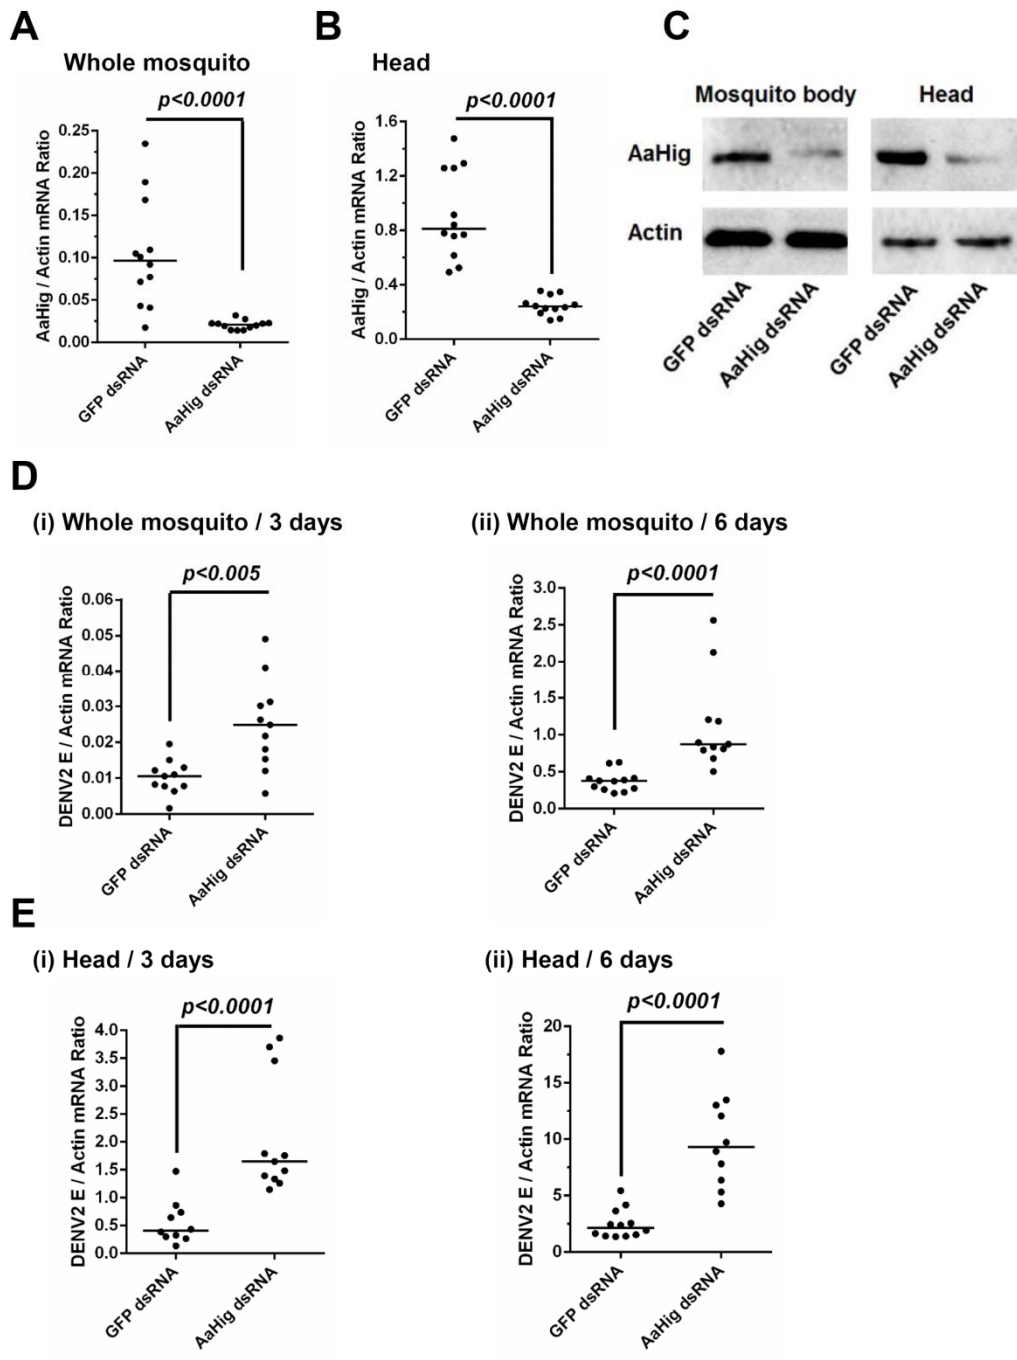 A
Whole mosquito
p<0.0001
AaHig / Actin mRNA Ratio
0.25
0.20
0.15
0.10
0.05
0.00
GFP dsRNA
AaHig dsRNA
B
Head
p<0.0001
AaHig / Actin mRNA Ratio
1.6
1.2
0.8
0.4
0.0
GFP dsRNA
AaHig dsRNA
C
Mosquito body
Head
AaHig
Actin
GFP dsRNA
AaHig dsRNA
GFP dsRNA
AaHig dsRNA
D
(i) Whole mosquito / 3 days
p<0.005
DENV2 E / Actin mRNA Ratio
0.06
0.05
0.04
0.03
0.02
0.01
0.00
GFP dsRNA
AaHig dsRNA
(ii) Whole mosquito / 6 days
p<0.0001
DENV2 E / Actin mRNA Ratio
3.0
2.5
2.0
1.5
1.0
0.5
0.0
GFP dsRNA
AaHig dsRNA
E
(i) Head / 3 days
p<0.0001
DENV2 E / Actin mRNA Ratio
4.0
3.5
3.0
2.5
2.0
1.5
1.0
0.5
0.0
GFP dsRNA
AaHig dsRNA
(ii) Head / 6 days
p<0.0001
DENV2 E / Actin mRNA Ratio
20
15
10
5
0
GFP dsRNA
AaHig dsRNA